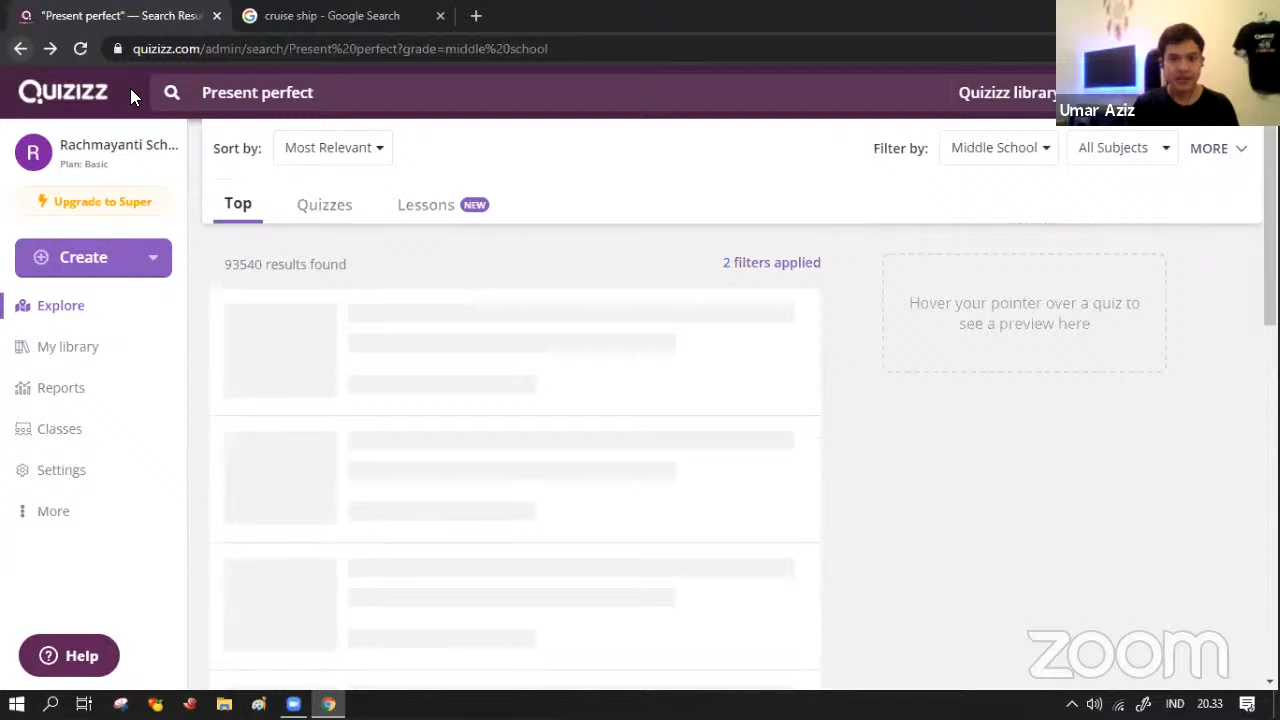 "Present perfect" — Search Resu
cruise ship - Google Search
quizizz.com/admin/search/Present%20perfect?grade=middle%20school
Umar Aziz
Quizizz
Present perfect
Quizizz library
R
Rachmayanti Sch...
Plan: Basic
Upgrade to Super
Create
Explore
My library
Reports
Classes
Settings
More
Help
Sort by:
Most Relevant
Filter by:
Middle School
All Subjects
MORE
Top
Quizzes
Lessons NEW
93540 results found
2 filters applied
Hover your pointer over a quiz to
see a preview here
zoom
IND
20.33